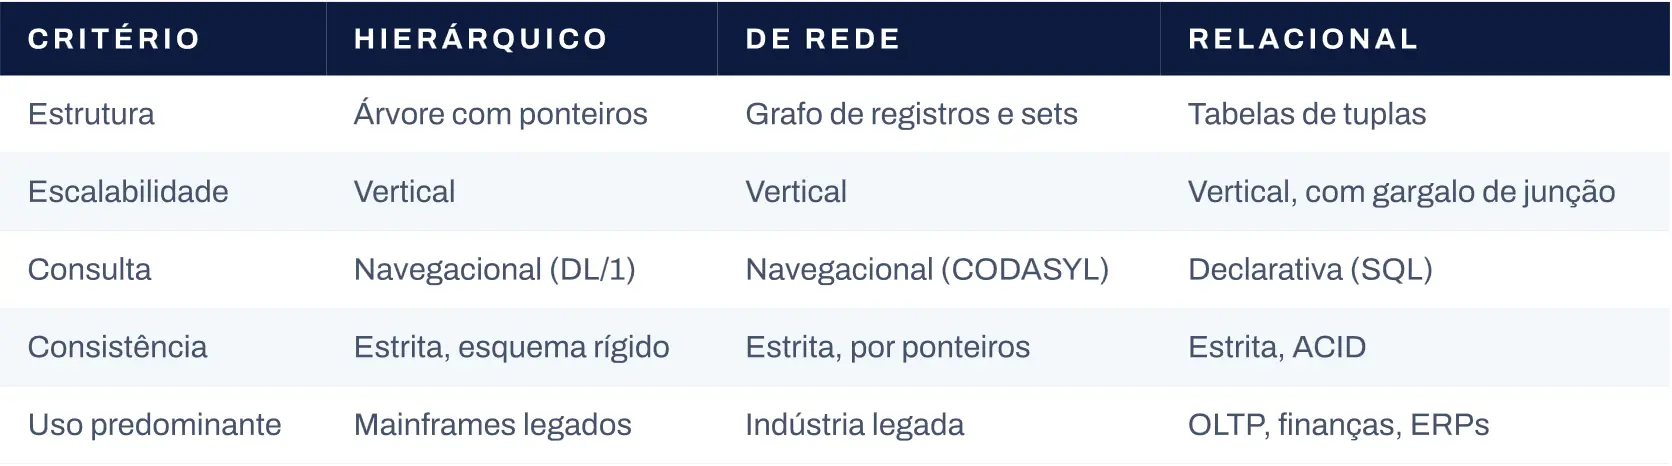 CRITÉRIO HIERÁRQUICO DE REDE RELACIONAL
Estrutura Árvore com ponteiros Grafo de registros e sets Tabelas de tuplas
Escalabilidade Vertical Vertical Vertical, com gargalo de junção
Consulta Navegacional (DL/1) Navegacional (CODASYL) Declarativa (SQL)
Consistência Estrita, esquema rígido Estrita, por ponteiros Estrita, ACID
Uso predominante Mainframes legados Indústria legada OLTP, finanças, ERPs